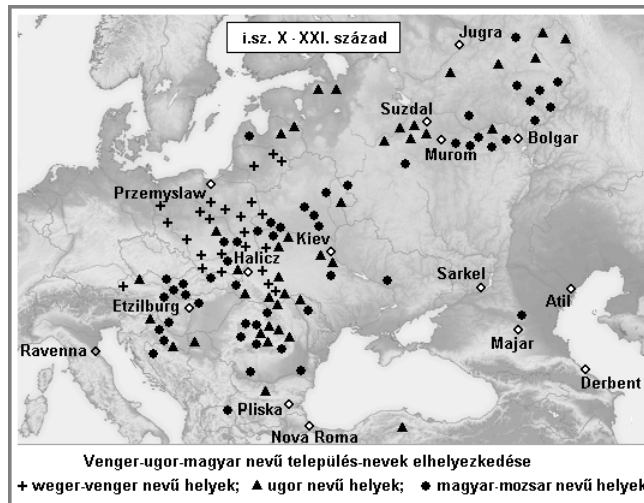 i.sz. X - XXI. század
Jugra
Suzdal
Murom
Bolgar
Przemyslaw
Kiev
Halicz
Sarkel
Atil
Etzilburg
Ravenna
Majar
Derbent
Pliska
Nova Roma
Venger-ugor-magyar nevű település-nevek elhelyezkedése
+ weger-venger nevű helyek; ▲ ugor nevű helyek; ● magyar-mozsar nevű helyek